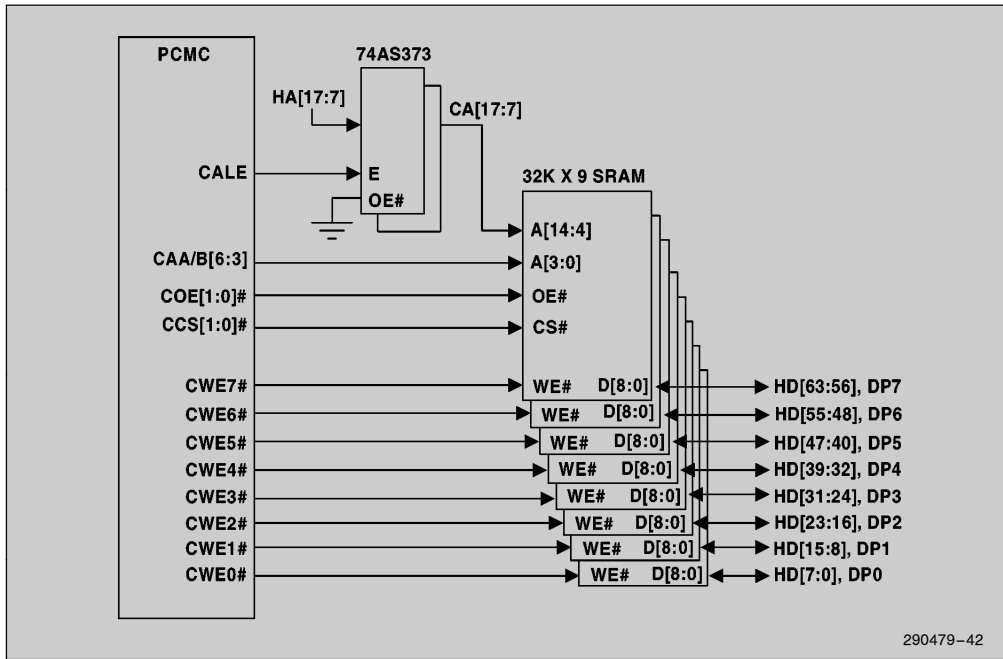 PCMC
74AS373
HA[17:7]
CA[17:7]
CALE
E
OE#
32K X 9 SRAM
A[14:4]
CAA/B[6:3]
A[3:0]
COE[1:0]#
OE#
CCS[1:0]#
CS#
CWE7# WE# D[8:0] HD[63:56], DP7
CWE6# WE# D[8:0] HD[55:48], DP6
CWE5# WE# D[8:0] HD[47:40], DP5
CWE4# WE# D[8:0] HD[39:32], DP4
CWE3# WE# D[8:0] HD[31:24], DP3
CWE2# WE# D[8:0] HD[23:16], DP2
CWE1# WE# D[8:0] HD[15:8], DP1
CWE0# WE# D[8:0] HD[7:0], DP0
290479–42